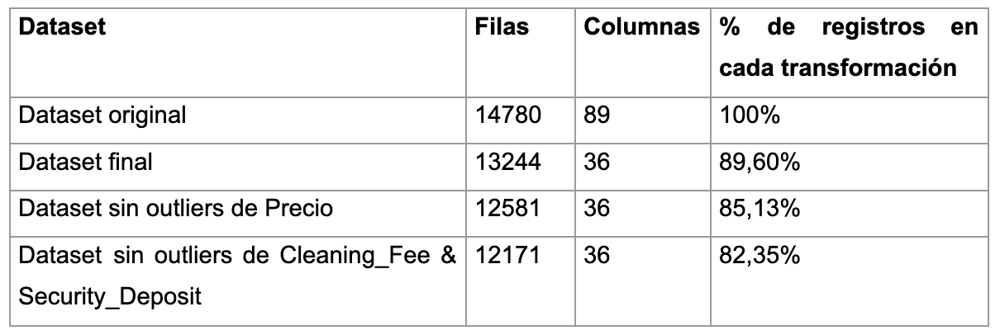 Dataset Filas Columnas % de registros en
cada transformación
Dataset original 14780 89 100%
Dataset final 13244 36 89,60%
Dataset sin outliers de Precio 12581 36 85,13%
Dataset sin outliers de Cleaning_Fee & 12171 36 82,35%
Security_Deposit